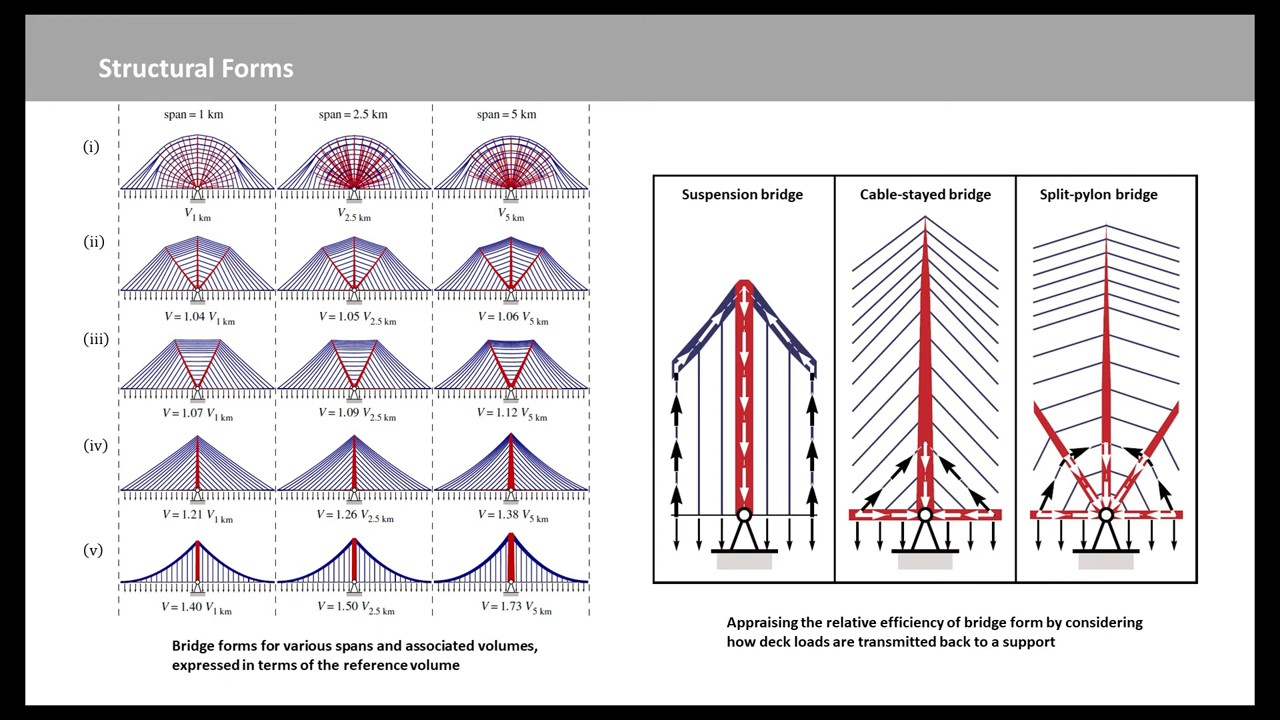 Structural Forms
span = 1 km span = 2.5 km span = 5 km
(i)
V1 km V2.5 km V5 km
(ii)
V = 1.04 V1 km V = 1.05 V2.5 km V = 1.06 V5 km
(iii)
V = 1.07 V1 km V = 1.09 V2.5 km V = 1.12 V5 km
(iv)
V = 1.21 V1 km V = 1.26 V2.5 km V = 1.38 V5 km
(v)
V = 1.40 V1 km V = 1.50 V2.5 km V = 1.73 V5 km
Bridge forms for various spans and associated volumes,
expressed in terms of the reference volume
Suspension bridge Cable-stayed bridge Split-pylon bridge
Appraising the relative efficiency of bridge form by considering
how deck loads are transmitted back to a support